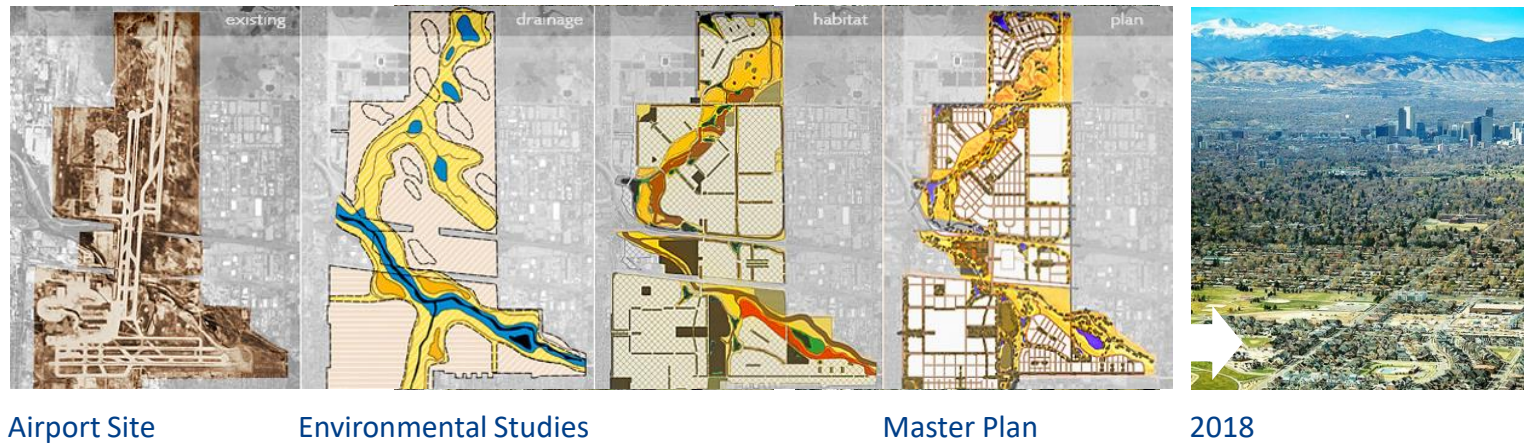 existing
drainage
habitat
plan
Airport Site
Environmental Studies
Master Plan
2018